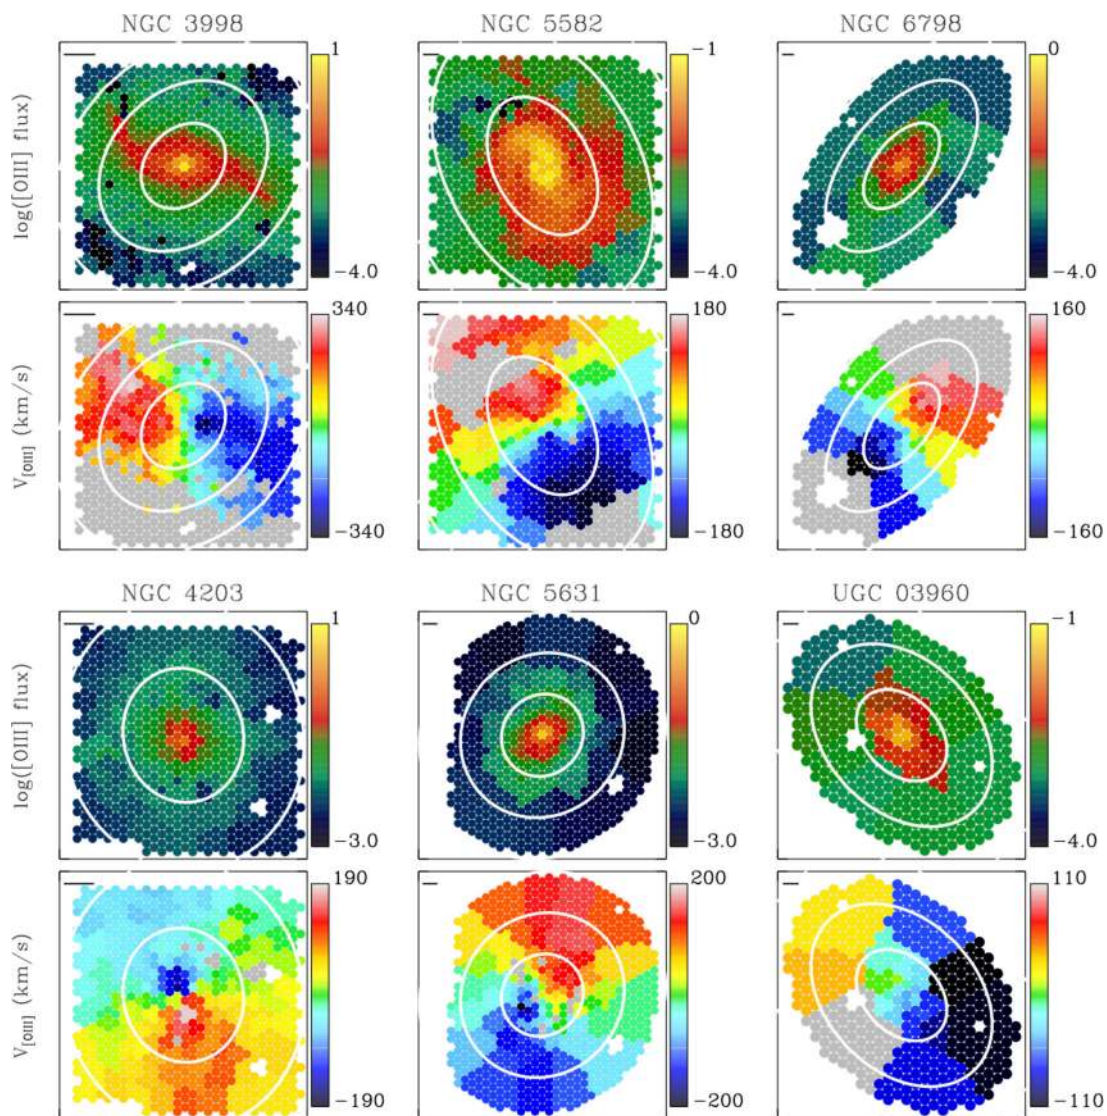 NGC 3998 NGC 5582 NGC 6798
log([OIII] flux)
1 -1 0
-4.0 -4.0 -4.0
V[OIII] (km/s)
340 180 160
-340 -180 -160
NGC 4203 NGC 5631 UGC 03960
log([OIII] flux)
1 0 -1
-3.0 -3.0 -4.0
V[OIII] (km/s)
190 200 110
-190 -200 -110